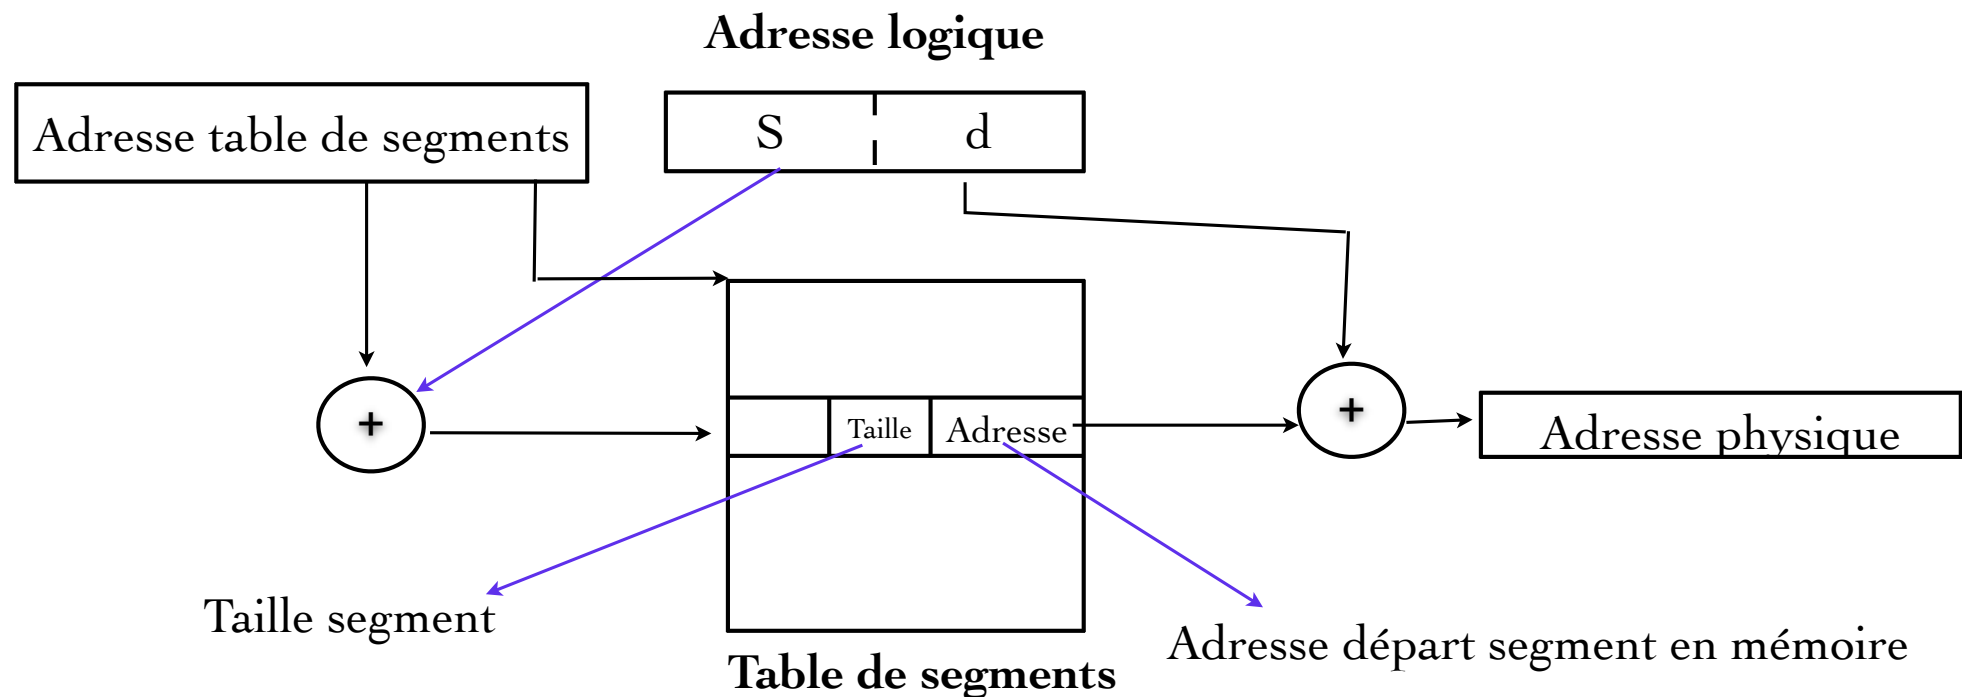 Adresse logique
Adresse table de segments
S d
+
Taille
Adresse
+
Adresse physique
Taille segment
Adresse départ segment en mémoire
Table de segments